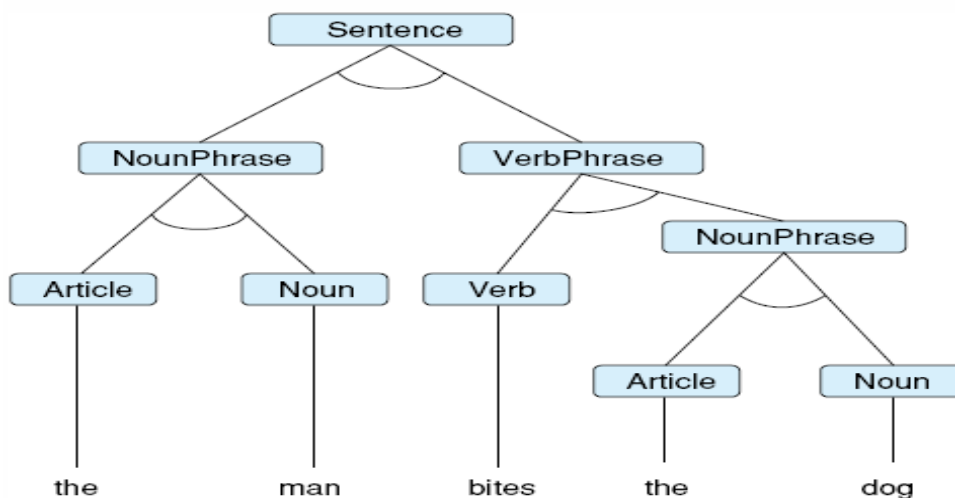 Sentence
NounPhrase VerbPhrase
NounPhrase
Article Noun Verb
Article Noun
the man bites the dog